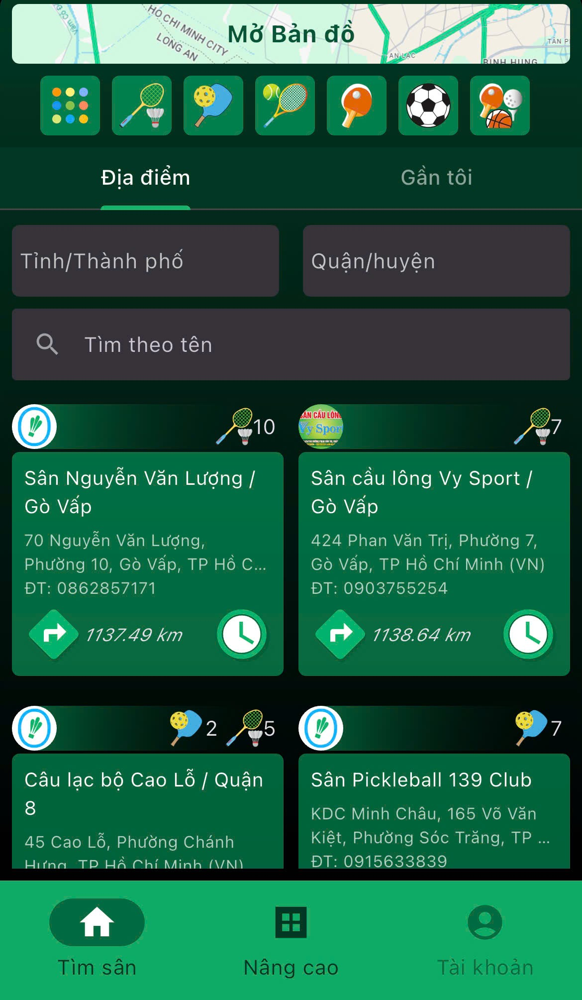 HO CHI MINH CITY
LONG AN
Mở Bản đồ
AN LAC
BINH HUNG
Địa điểm
Gần tôi
Tỉnh/Thành phố
Quận/huyện
Tìm theo tên
10
SÂN CẦU LÔNG
Vy Sport
7
Sân Nguyễn Văn Lượng /
Gò Vấp
70 Nguyễn Văn Lượng,
Phường 10, Gò Vấp, TP Hồ C...
ĐT: 0862857171
1137.49 km
Sân cầu lông Vy Sport /
Gò Vấp
424 Phan Văn Trị, Phường 7,
Gò Vấp, TP Hồ Chí Minh (VN)
ĐT: 0903755254
1138.64 km
2
5
7
Câu lạc bộ Cao Lỗ / Quận
8
45 Cao Lỗ, Phường Chánh
Hưng, TP Hồ Chí Minh (VN)
Sân Pickleball 139 Club
KDC Minh Châu, 165 Võ Văn
Kiệt, Phường Sóc Trăng, TP ...
ĐT: 0915633839
Tìm sân
Nâng cao
Tài khoản